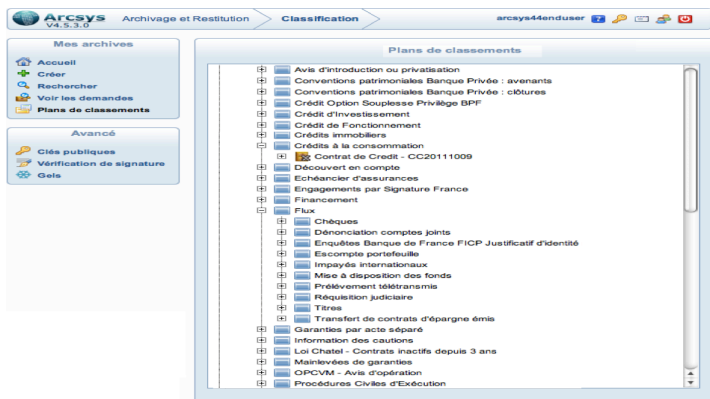 Arcsys
V4.5.3.0
Archivage et Restitution
Classification
arcsys44enduser
Mes archives
Accueil
Créer
Rechercher
Voir les demandes
Plans de classements
Avancé
Clés publiques
Vérification de signature
Gels
Plans de classements
Avis d'introduction ou privatisation
Conventions patrimoniales Banque Privée : avenants
Conventions patrimoniales Banque Privée : clôtures
Crédit Option Souplesse Privilège BPF
Crédit d'Investissement
Crédit de Fonctionnement
Crédits immobiliers
Crédits à la consommation
Contrat de Credit - CC20111009
Découvert en compte
Echéancier d'assurances
Engagements par Signature France
Financement
Flux
Chèques
Dénonciation comptes joints
Enquêtes Banque de France FICP Justificatif d'identité
Escompte portefeuille
Impayés internationaux
Mise à disposition des fonds
Prélèvement télétransmis
Réquisition judiciaire
Titres
Transfert de contrats d'épargne émis
Garanties par acte séparé
Information des cautions
Loi Chatel - Contrats inactifs depuis 3 ans
Mainlevées de garanties
OPCVM - Avis d'opération
Procédures Civiles d'Exécution